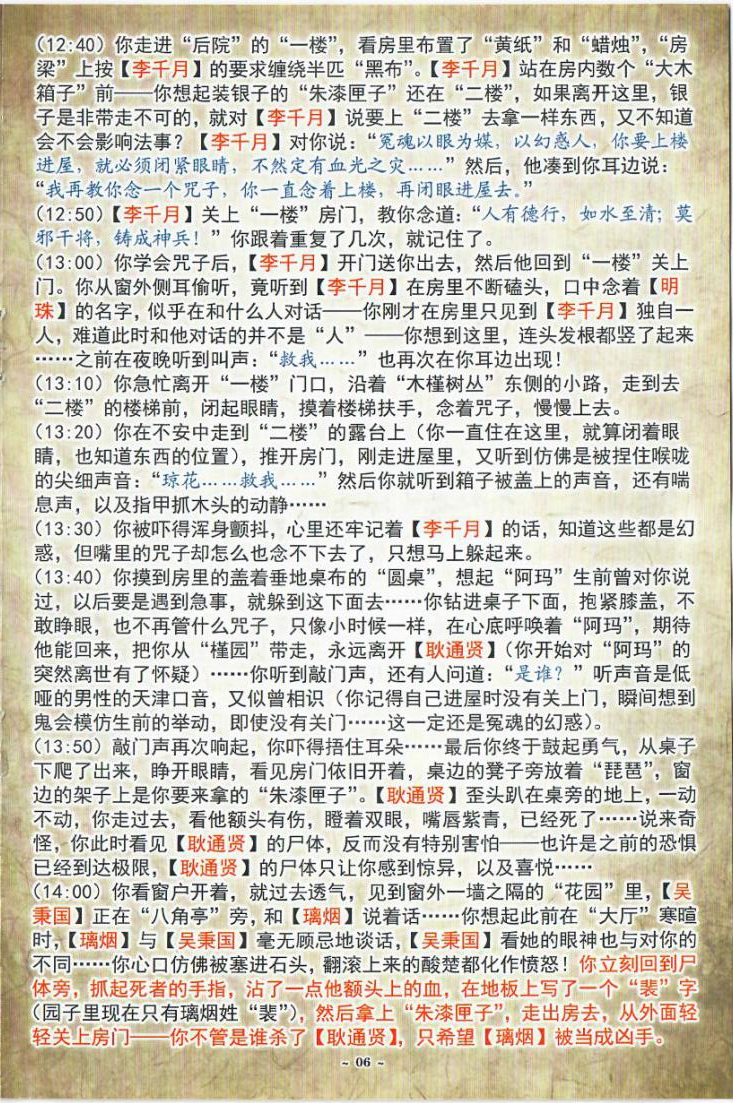 (12:40) 你走进“后院”的“一楼”，看房里布置了“黄纸”和“蜡烛”，“房
梁”上按【李千月】的要求缠绕半匹“黑布”。【李千月】站在房内数个“大木
箱子”前——你想起装银子的“朱漆匣子”还在“二楼”，如果离开这里，银
子是非带走不可的，就对【李千月】说要上“二楼”去拿一样东西，又不知道
会不会影响法事？【李千月】对你说：“冤魂以眼为媒，以幻惑人，你要上楼
进屋，就必须闭紧眼睛，不然定有血光之灾……”然后，他凑到你耳边说：
“我再教你念一个咒子，你一直念着上楼，再闭眼进屋去。”
(12:50)【李千月】关上“一楼”房门，教你念道：“人有德行，如水至清；莫
邪干将，铸成神兵！”你跟着重复了几次，就记住了。
(13:00) 你学会咒子后，【李千月】开门送你出去，然后他回到“一楼”关上
门。你从窗外侧耳偷听，竟听到【李千月】在房里不断磕头，口中念着【明
珠】的名字，似乎在和什么人对话——你刚才在房里只见到【李千月】独自一
人，难道此时和他对话的并不是“人”——你想到这里，连头发根都竖了起来
……之前在夜晚听到叫声：“救我……”也再次在你耳边出现！
(13:10) 你急忙离开“一楼”门口，沿着“木槿树丛”东侧的小路，走到去
“二楼”的楼梯前，闭起眼睛，摸着楼梯扶手，念着咒子，慢慢上去。
(13:20) 你在不安中走到“二楼”的露台上（你一直住在这里，就算闭着眼
睛，也知道东西的位置），推开房门，刚走进屋里，又听到仿佛是被捏住喉咙
的尖细声音：“琼花……救我……”然后你就听到箱子被盖上的声音，还有喘
息声，以及指甲抓木头的动静……
(13:30) 你被吓得浑身颤抖，心里还牢记着【李千月】的话，知道这些都是幻
惑，但嘴里的咒子却怎么也念不下去了，只想马上躲起来。
(13:40) 你摸到房里的盖着垂地桌布的“圆桌”，想起“阿玛”生前曾对你说
过，以后要是遇到急事，就躲到这下面去……你钻进桌子下面，抱紧膝盖，不
敢睁眼，也不再管什么咒子，只像小时候一样，在心底呼唤着“阿玛”，期待
他能回来，把你从“槿园”带走，永远离开【耿通贤】（你开始对“阿玛”的
突然离世有了怀疑）……你听到敲门声，还有人问道：“是谁？”听声音是低
哑的男性的天津口音，又似曾相识（你记得自己进屋时没有关上门，瞬间想到
鬼会模仿生前的举动，即使没有关门……这一定还是冤魂的幻惑）。
(13:50) 敲门声再次响起，你吓得捂住耳朵……最后你终于鼓起勇气，从桌子
下爬了出来，睁开眼睛，看见房门依旧开着，桌边的凳子旁放着“琵琶”，窗
边的架子上是你要来拿的“朱漆匣子”。【耿通贤】歪头趴在桌旁的地上，一动
不动，你走过去，看他额头有伤，瞪着双眼，嘴唇紫青，已经死了……说来奇
怪，你此时看见【耿通贤】的尸体，反而没有特别害怕——也许是之前的恐惧
已经到达极限，【耿通贤】的尸体只让你感到惊异，以及喜悦……
(14:00) 你看窗户开着，就过去透气，见到窗外一墙之隔的“花园”里，【吴
秉国】正在“八角亭”旁，和【璃烟】说着话……你想起此前在“大厅”寒暄
时，【璃烟】与【吴秉国】毫无顾忌地谈话，【吴秉国】看她的眼神也与对你的
不同……你心口仿佛被塞进石头，翻滚上来的酸楚都化作愤怒！你立刻回到尸
体旁，抓起死者的手指，沾了一点他额头上的血，在地板上写了一个“裴”字
(园子里现在只有璃烟姓“裴”)，然后拿上“朱漆匣子”，走出房去，从外面轻
轻关上房门——你不管是谁杀了【耿通贤】，只希望【璃烟】被当成凶手。
~ 06 ~